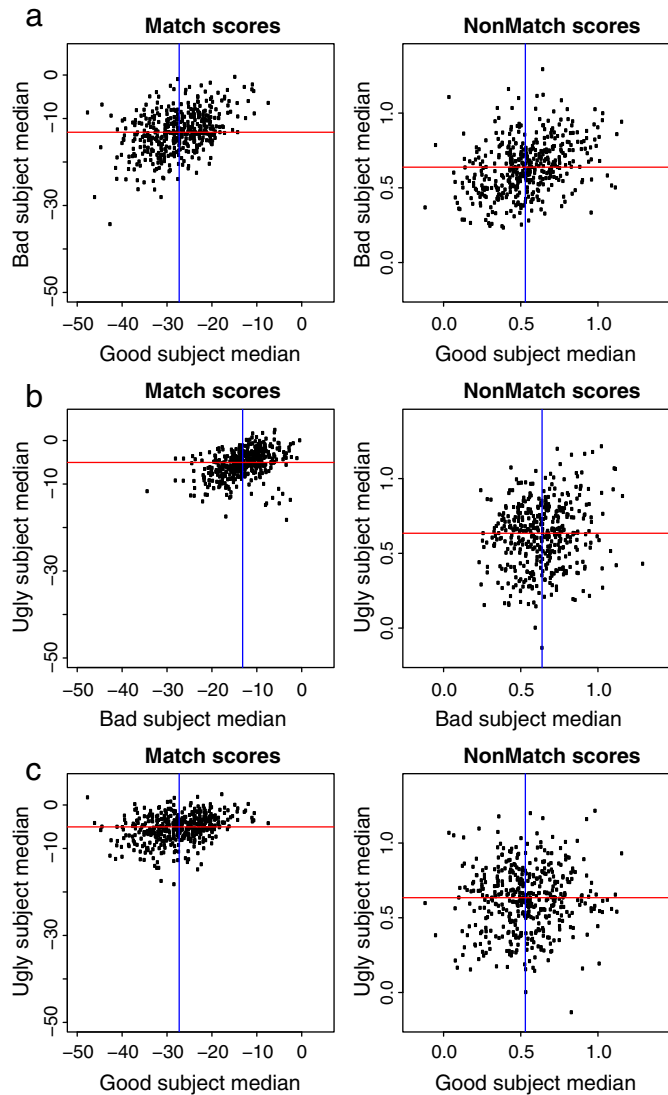 a
Match scores
NonMatch scores
Bad subject median
0
−10
−30
−50
−50 −40 −30 −20 −10 0
Good subject median
Bad subject median
1.0
0.5
0.0
0.0 0.5 1.0
Good subject median
b
Match scores
NonMatch scores
Ugly subject median
0
−10
−30
−50
−50 −40 −30 −20 −10 0
Bad subject median
Ugly subject median
1.0
0.5
0.0
0.0 0.5 1.0
Bad subject median
c
Match scores
NonMatch scores
Ugly subject median
0
−10
−30
−50
−50 −40 −30 −20 −10 0
Good subject median
Ugly subject median
1.0
0.5
0.0
0.0 0.5 1.0
Good subject median